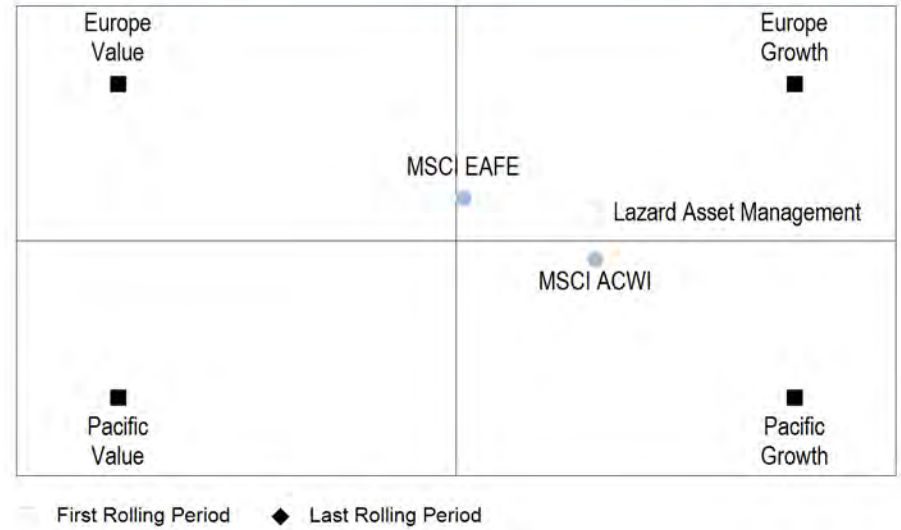 Europe
Value
Europe
Growth
MSCI EAFE
Lazard Asset Management
MSCI ACWI
Pacific
Value
Pacific
Growth
First Rolling Period
Last Rolling Period